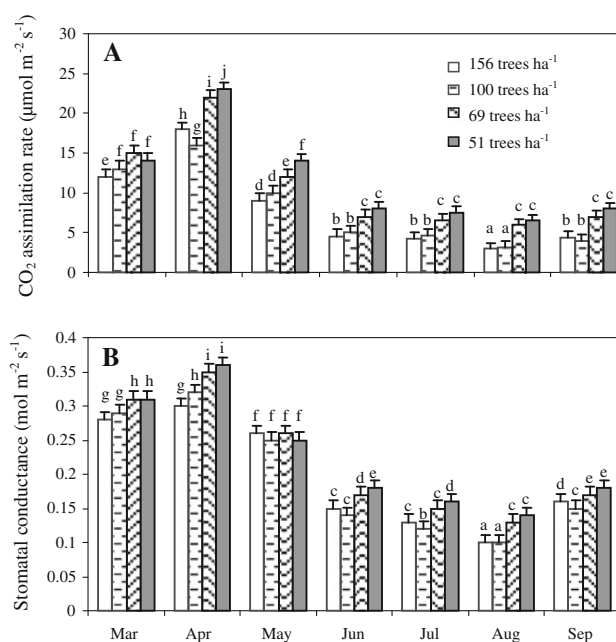 A
CO₂ assimilation rate (µmol m⁻² s⁻¹)
30
25
20
15
10
5
0
156 trees ha⁻¹
100 trees ha⁻¹
69 trees ha⁻¹
51 trees ha⁻¹
e f f f
h g i j
d d e f
b b c c
b b c c
a a c c
b b c c
B
Stomatal conductance (mol m⁻² s⁻¹)
0.4
0.35
0.3
0.25
0.2
0.15
0.1
0.05
0
g g h h
g h i i
f f f f
c c d e
c b c d
a a c c
d c e e
Mar Apr May Jun Jul Aug Sep